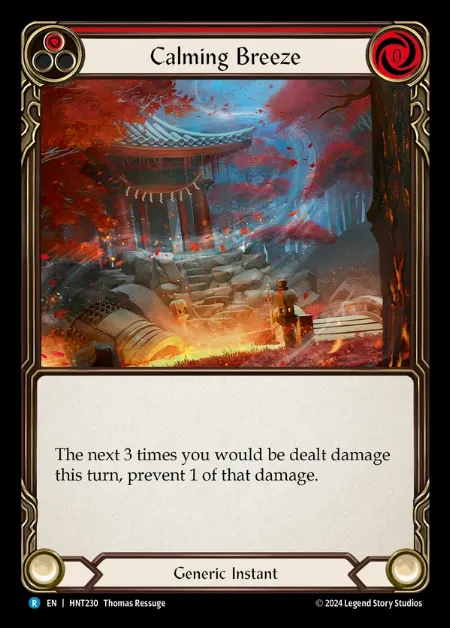 Calming Breeze
0
The next 3 times you would be dealt damage
this turn, prevent 1 of that damage.
Generic Instant
R EN | HNT230 Thomas Ressuge
© 2024 Legend Story Studios